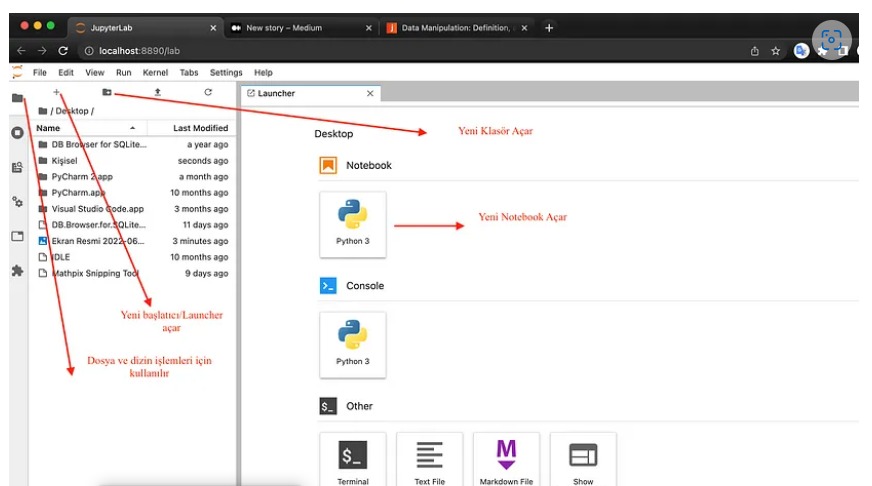 JupyterLab
New story – Medium
Data Manipulation: Definition,
localhost:8890/lab
File Edit View Run Kernel Tabs Settings Help
Launcher
/ Desktop /
Name Last Modified
DB Browser for SQLite... a year ago
Kişisel seconds ago
PyCharm 2.app a month ago
PyCharm.app 10 months ago
Visual Studio Code.app 3 months ago
DB.Browser.for.SQLite... 11 days ago
Ekran Resmi 2022-06... 3 minutes ago
IDLE 10 months ago
Mathpix Snipping Tool 9 days ago
Yeni başlatıcı/Launcher
açar
Dosya ve dizin işlemleri için
kullanılır
Desktop
Yeni Klasör Açar
Notebook
Python 3
Yeni Notebook Açar
Console
Python 3
$_ Other
$_
Terminal Text File Markdown File Show